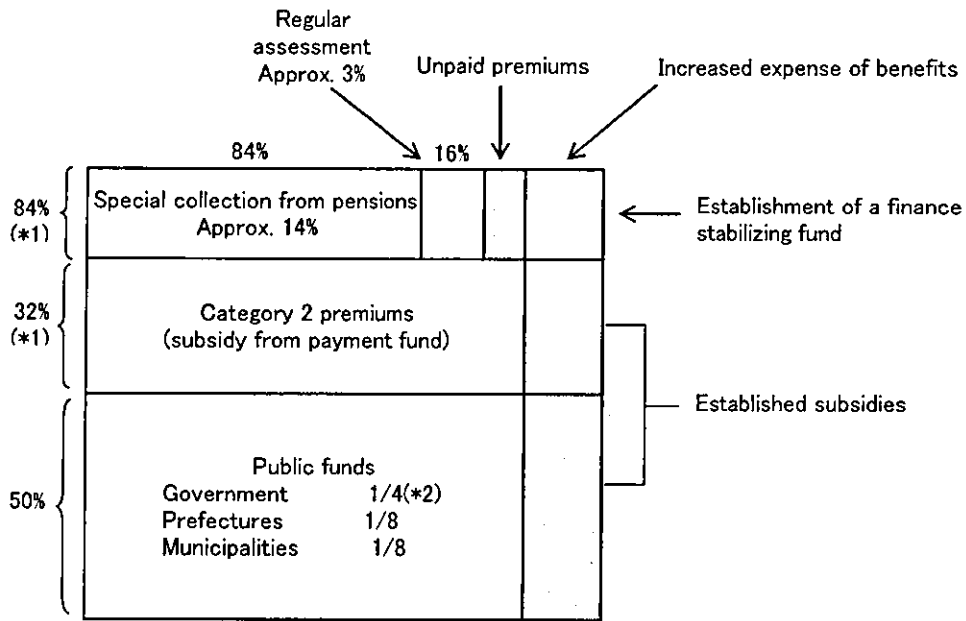 Regular
assessment
Approx. 3%
Unpaid premiums
Increased expense of benefits
84%
16%
84%
(*1)
Special collection from pensions
Approx. 14%
Establishment of a finance
stabilizing fund
32%
(*1)
Category 2 premiums
(subsidy from payment fund)
Established subsidies
50%
Public funds
Government 1/4(*2)
Prefectures 1/8
Municipalities 1/8